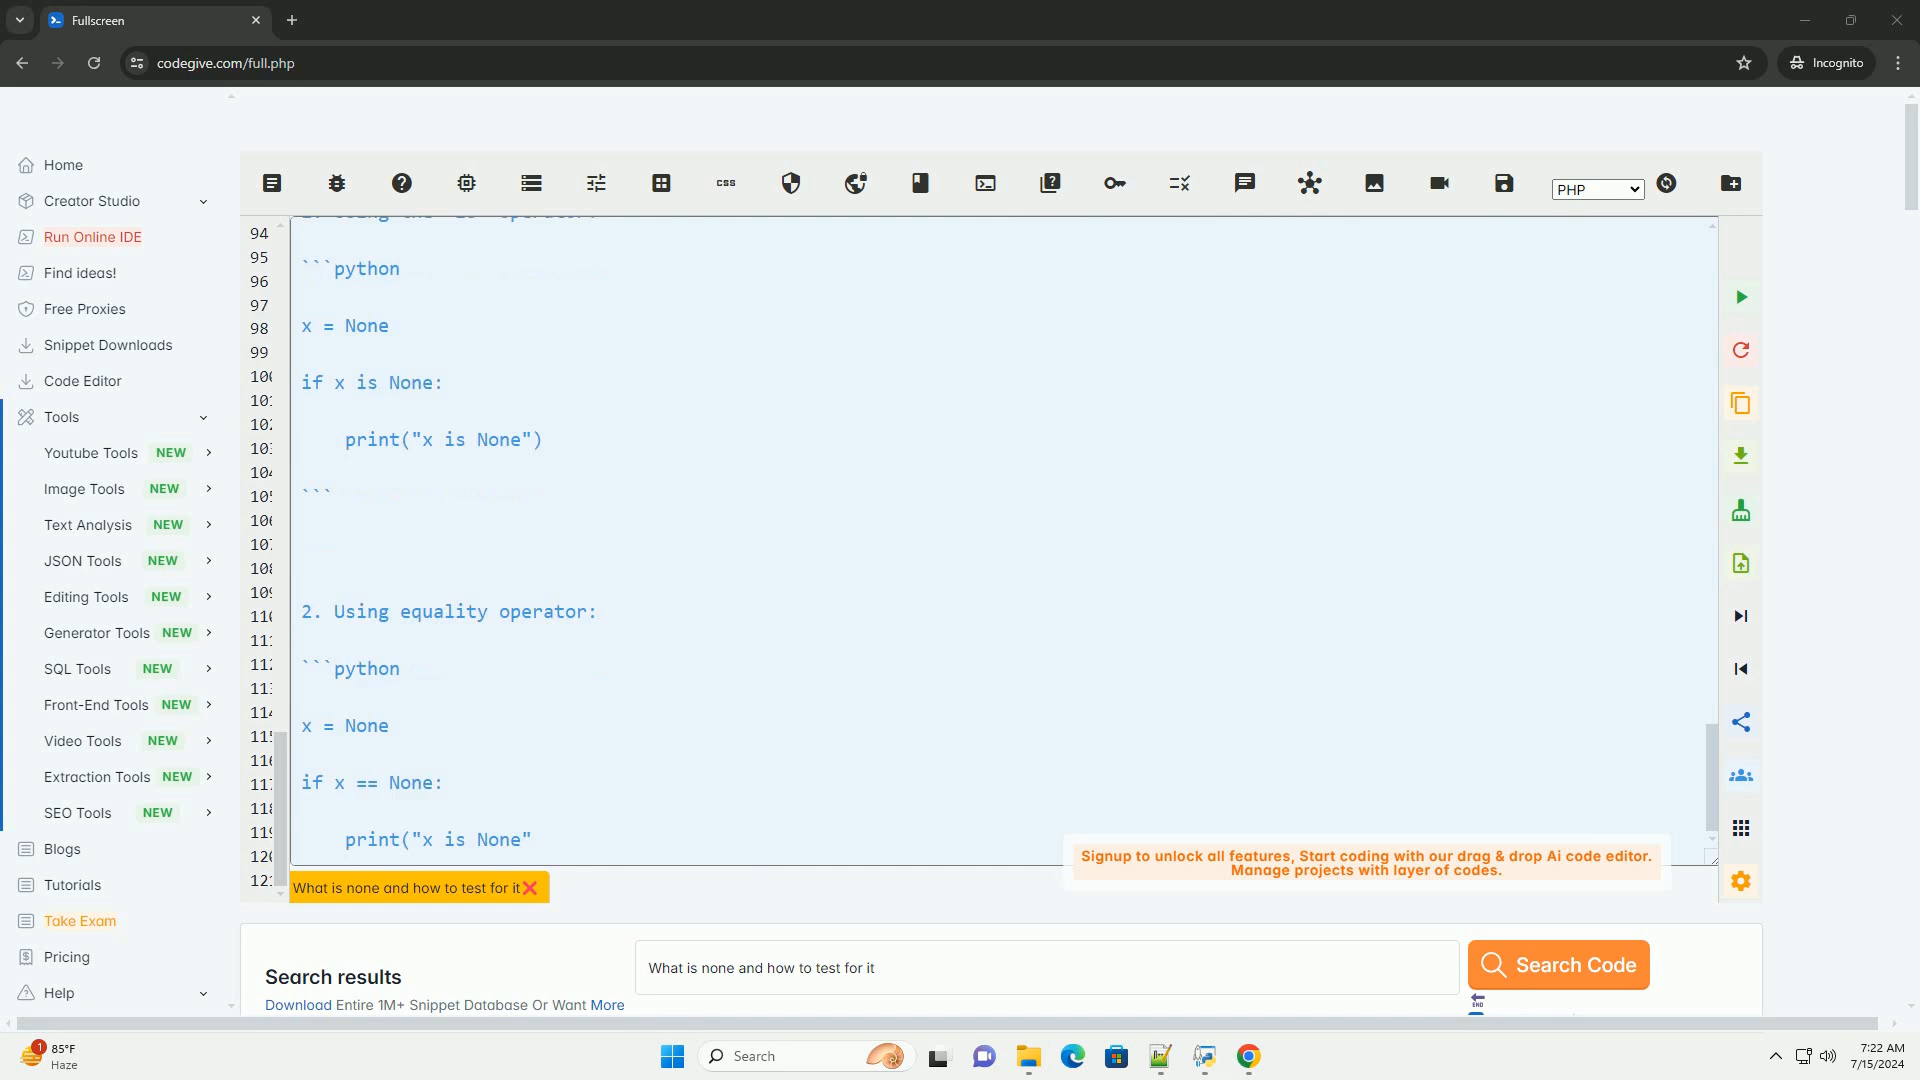 Fullscreen
codegive.com/full.php
Incognito
Home
Creator Studio
Run Online IDE
Find ideas!
Free Proxies
Snippet Downloads
Code Editor
Tools
Youtube Tools NEW
Image Tools NEW
Text Analysis NEW
JSON Tools NEW
Editing Tools NEW
Generator Tools NEW
SQL Tools NEW
Front-End Tools NEW
Video Tools NEW
Extraction Tools NEW
SEO Tools NEW
Blogs
Tutorials
Take Exam
Pricing
Help
css
PHP
94
95
96
97
98
99
```python
x = None
if x is None:
print("x is None")
```
2. Using equality operator:
```python
x = None
if x == None:
print("x is None"
Signup to unlock all features, Start coding with our drag & drop Ai code editor.
Manage projects with layer of codes.
What is none and how to test for it
Search results
What is none and how to test for it
Search Code
Download Entire 1M+ Snippet Database Or Want More
END
1
85°F
Haze
Search
7:22 AM
7/15/2024